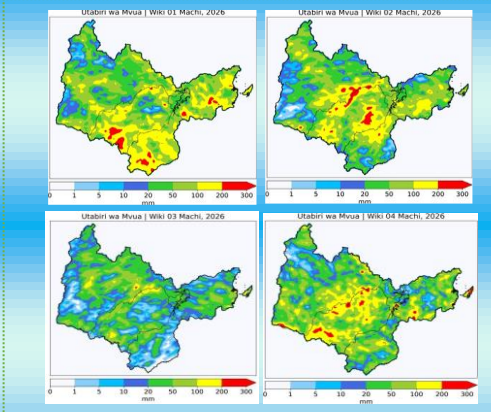 Utabiri wa Mvua | Wiki 01 Machi, 2026
0 1 5 10 20 50 100 200 300
mm
Utabiri wa Mvua | Wiki 02 Machi, 2026
0 1 5 10 20 50 100 200 300
mm
Utabiri wa Mvua | Wiki 03 Machi, 2026
0 1 5 10 20 50 100 200 300
mm
Utabiri wa Mvua | Wiki 04 Machi, 2026
0 1 5 10 20 50 100 200 300
mm